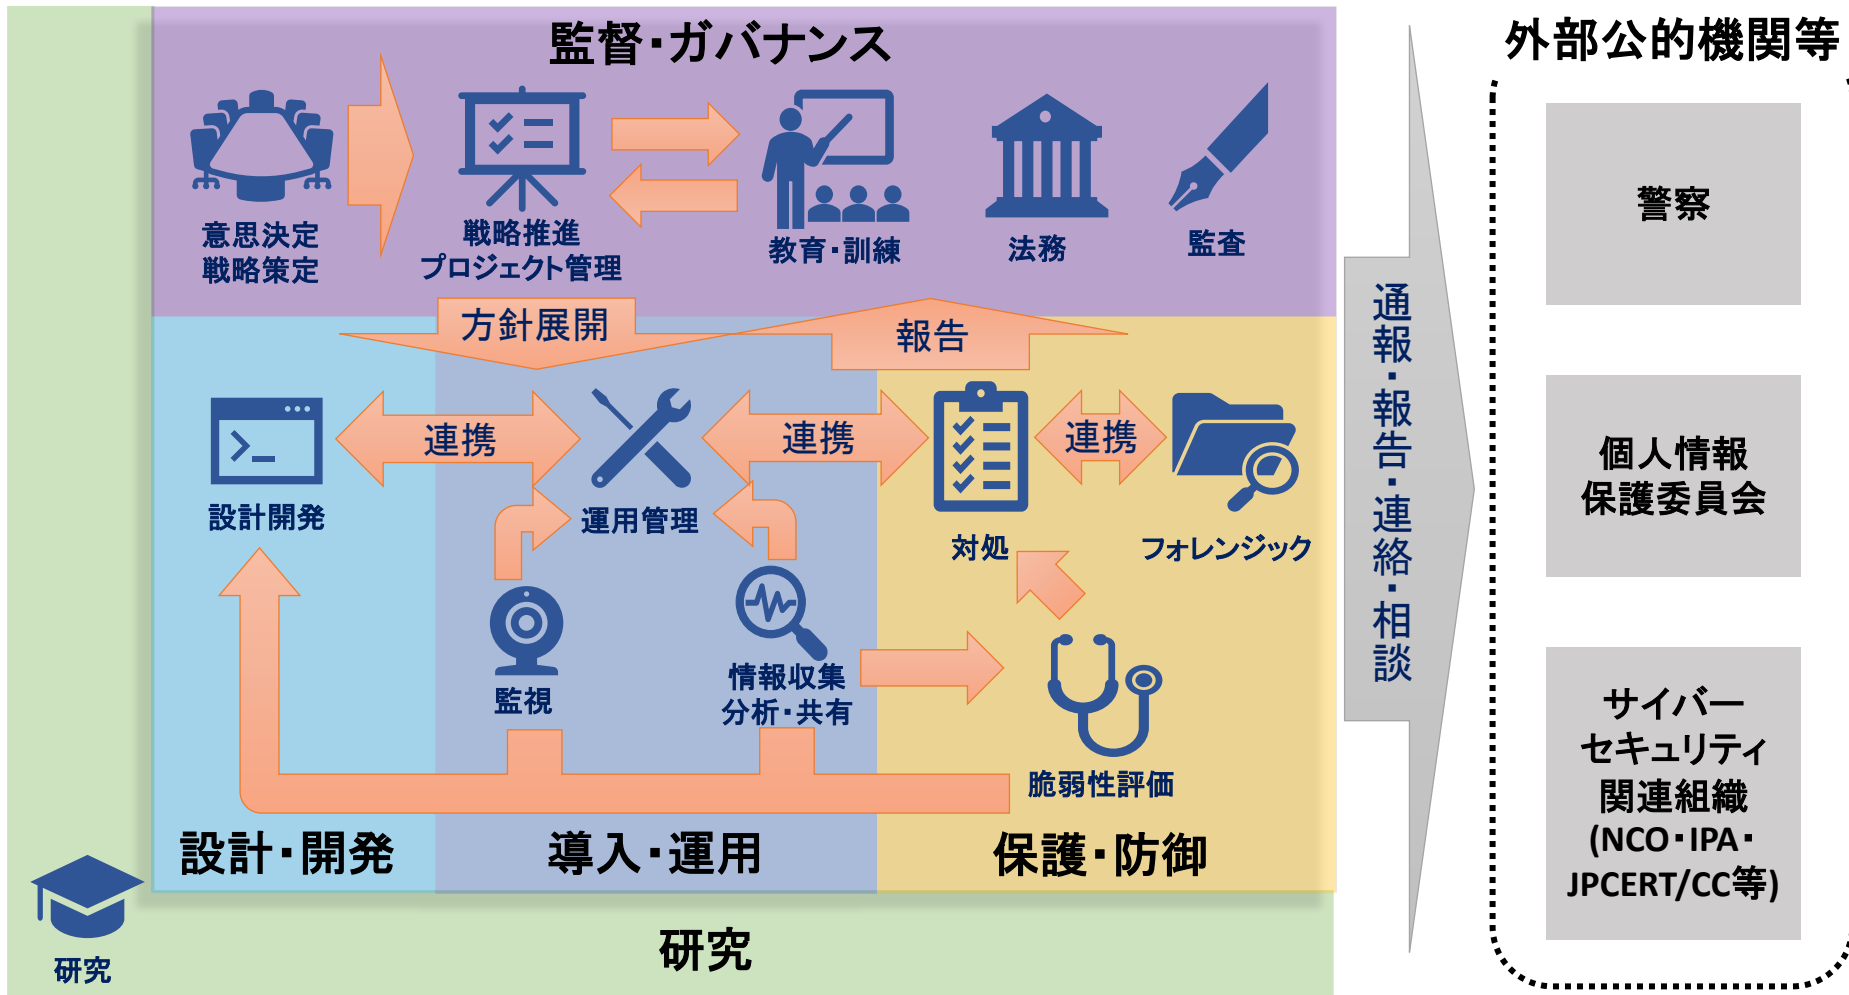 監督・ガバナンス
意思決定
戦略策定
戦略推進
プロジェクト管理
教育・訓練
法務
監査
方針展開
報告
設計開発
連携
運用管理
連携
対処
連携
フォレンジック
監視
情報収集
分析・共有
脆弱性評価
設計・開発
導入・運用
保護・防御
研究
研究
通報・報告・連絡・相談
外部公的機関等
警察
個人情報
保護委員会
サイバー
セキュリティ
関連組織
(NCO・IPA・
JPCERT/CC等)